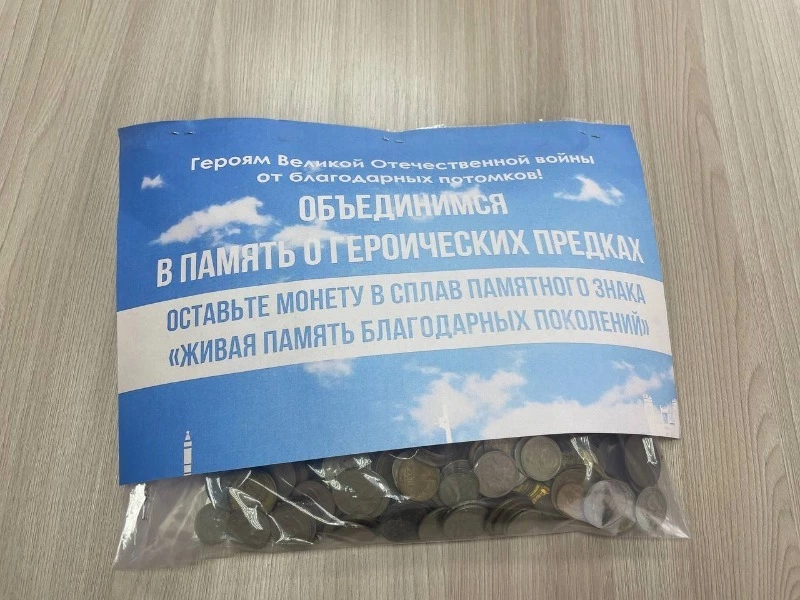 Героям Великой Отечественной войны
от благодарных потомков!
ОБЪЕДИНИМСЯ
В ПАМЯТЬ О ГЕРОИЧЕСКИХ ПРЕДКАХ
ОСТАВЬТЕ МОНЕТУ В СПЛАВ ПАМЯТНОГО ЗНАКА
«ЖИВАЯ ПАМЯТЬ БЛАГОДАРНЫХ ПОКОЛЕНИЙ»